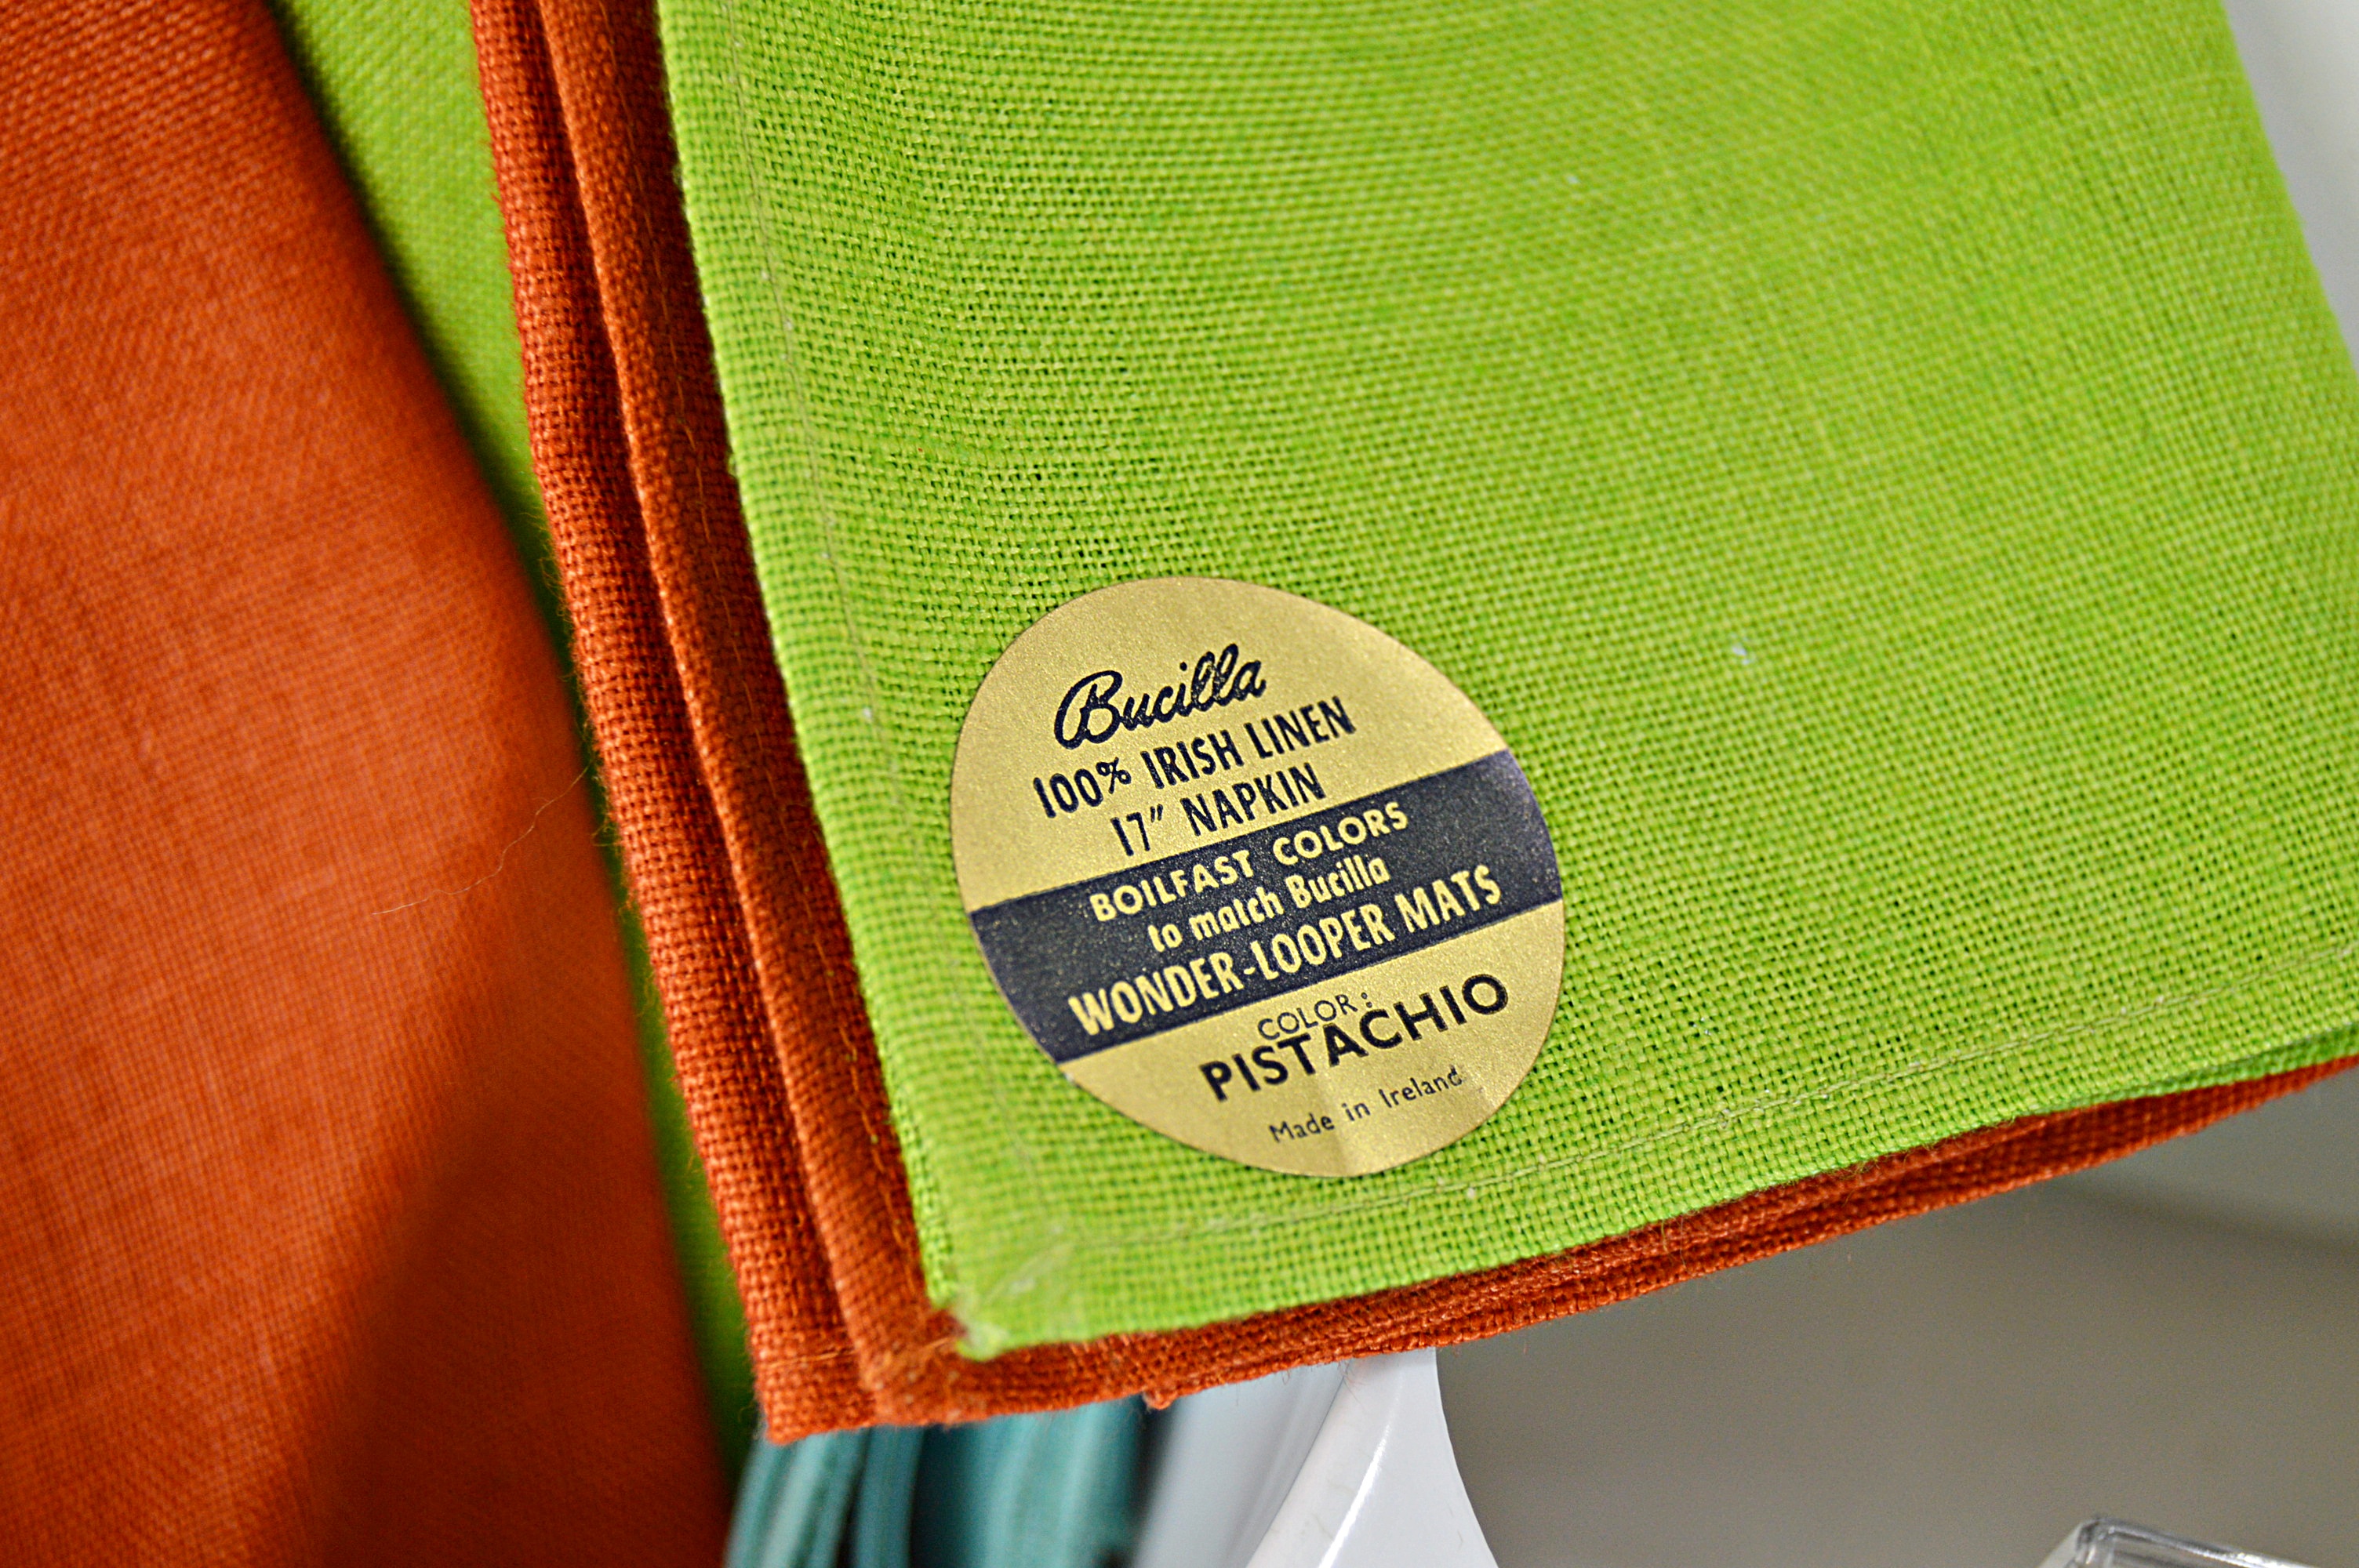 Bucilla
100% IRISH LINEN
17" NAPKIN
BOILFAST COLORS
to match Bucilla
WONDER-LOOPER MATS
COLOR:
PISTACHIO
Made in Ireland